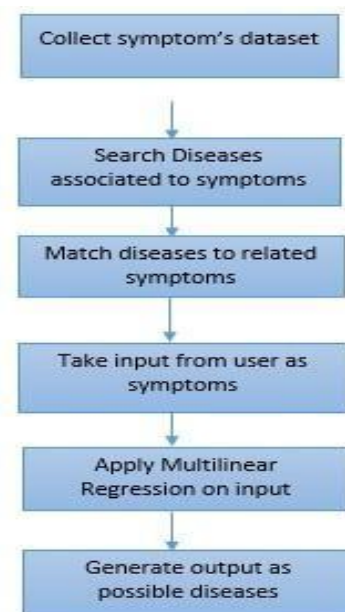 Collect symptom's dataset
Search Diseases
associated to symptoms
Match diseases to related
symptoms
Take input from user as
symptoms
Apply Multilinear
Regression on input
Generate output as
possible diseases